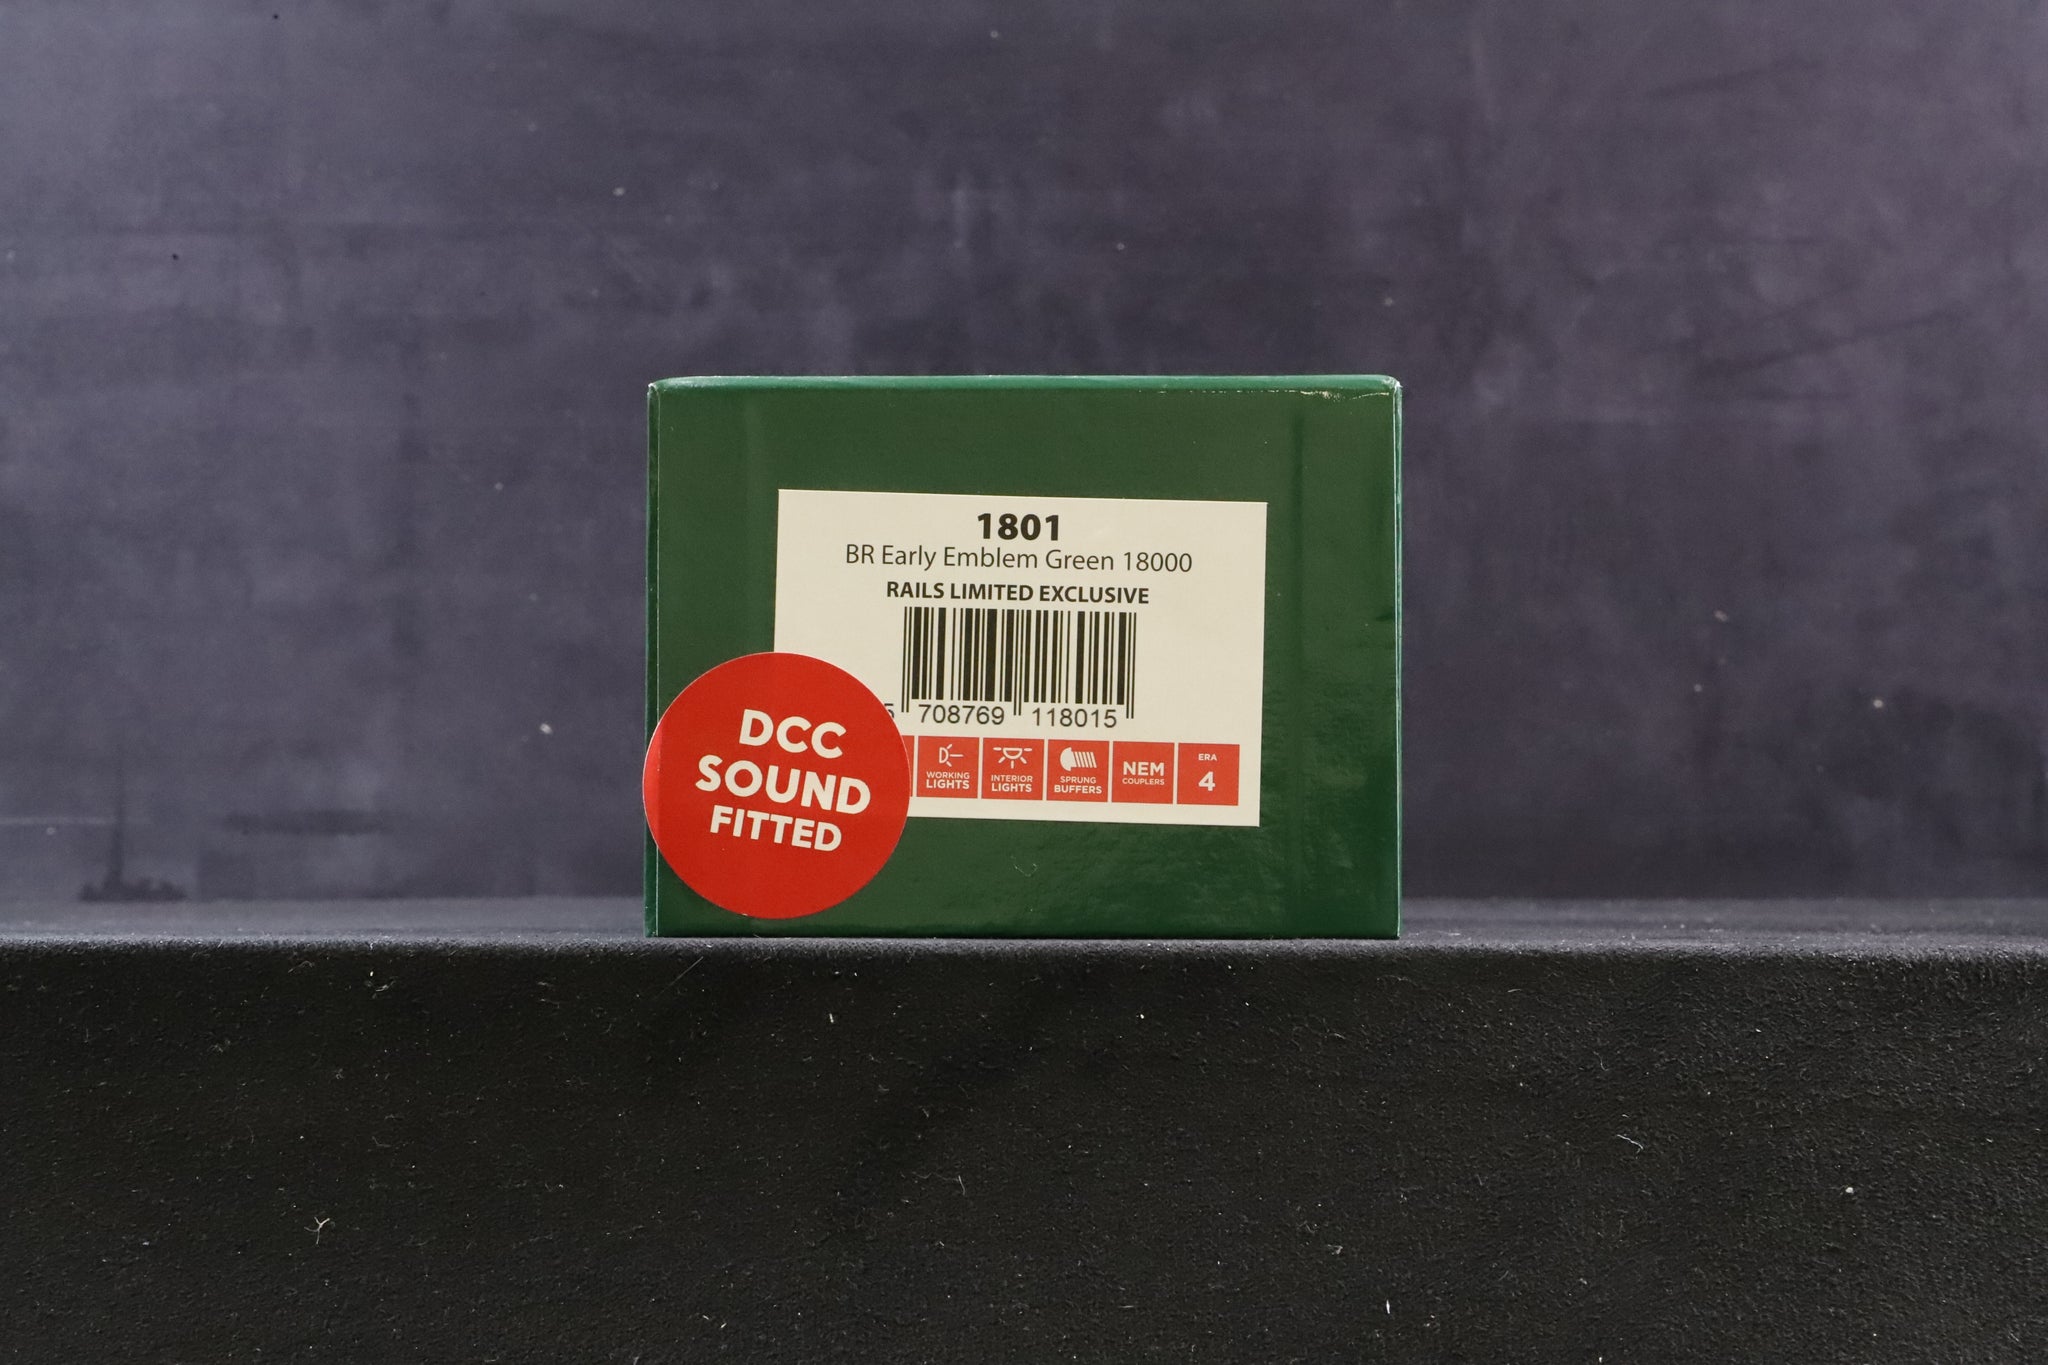 1801
BR Early Emblem Green 18000
RAILS LIMITED EXCLUSIVE
5 708769 118015
DCC
SOUND
FITTED
WORKING
LIGHTS
INTERIOR
LIGHTS
SPRUNG
BUFFERS
NEM
COUPLERS
ERA
4